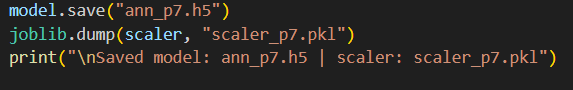 model.save("ann_p7.h5")
joblib.dump(scaler, "scaler_p7.pkl")
print("\nSaved model: ann_p7.h5 | scaler: scaler_p7.pkl")